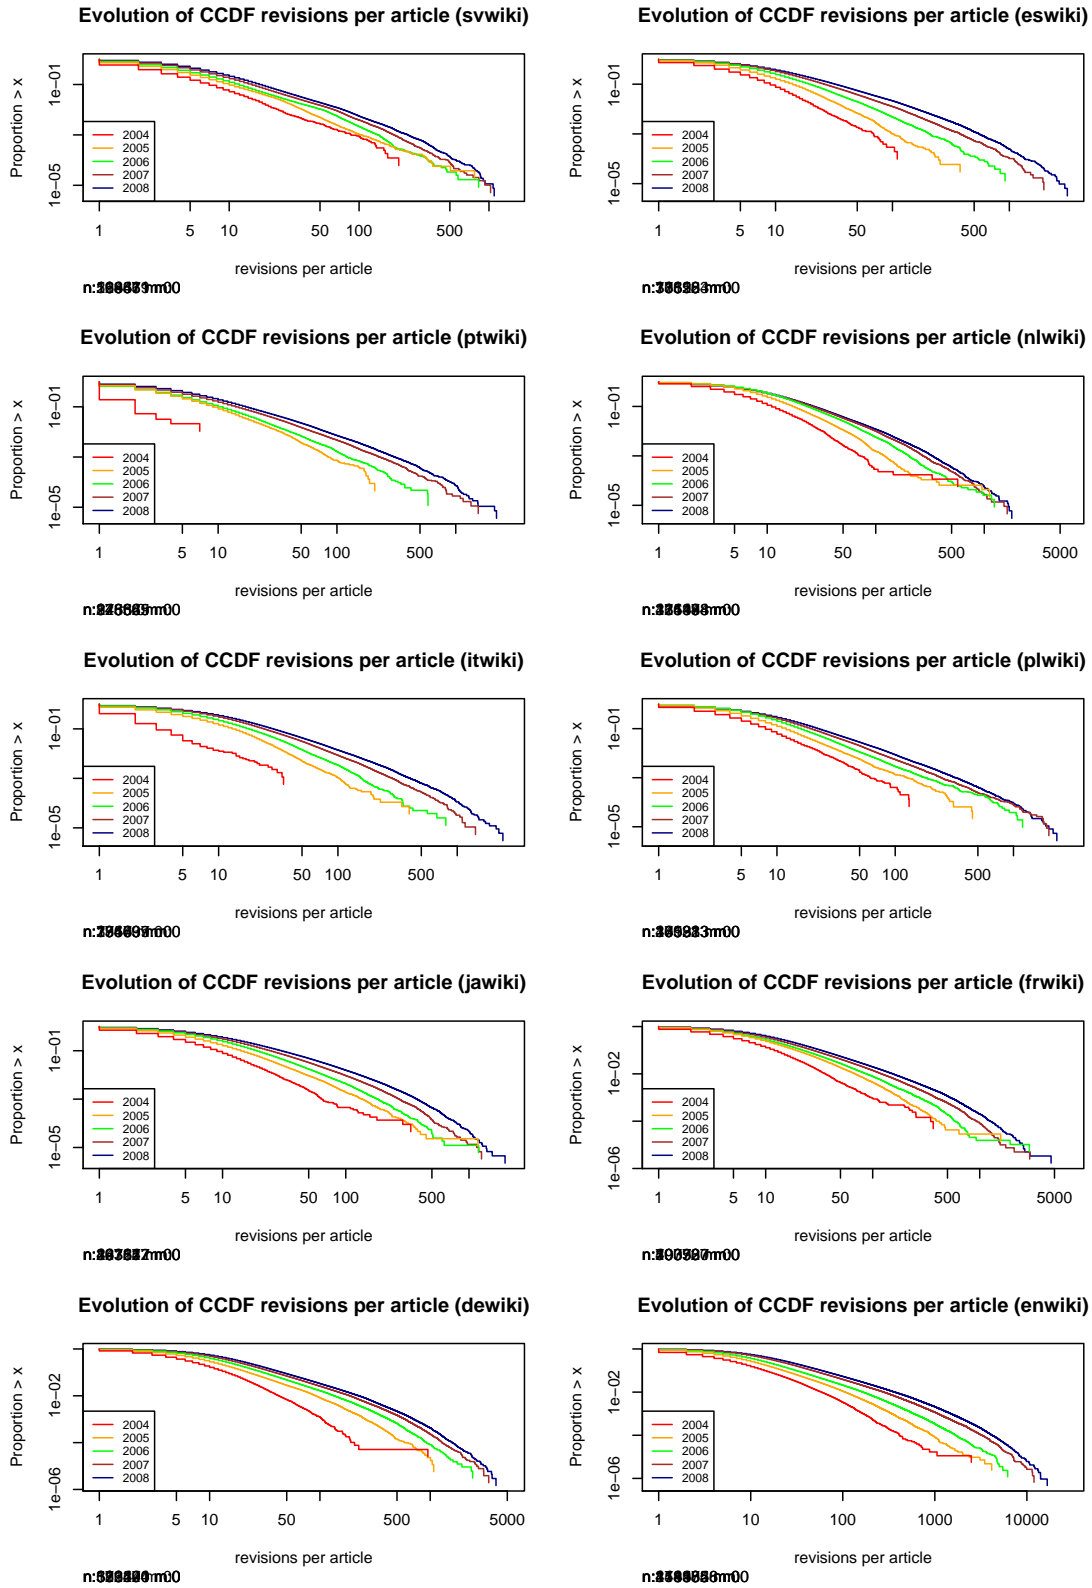 Evolution of CCDF revisions per article (svwiki)
Proportion > x
1e−01
1e−05
2004
2005
2006
2007
2008
1 5 10 50 100 500
revisions per article
Evolution of CCDF revisions per article (eswiki)
Proportion > x
1e−01
1e−05
2004
2005
2006
2007
2008
1 5 10 50 500
revisions per article
Evolution of CCDF revisions per article (ptwiki)
Proportion > x
1e−01
1e−05
2004
2005
2006
2007
2008
1 5 10 50 100 500
revisions per article
Evolution of CCDF revisions per article (nlwiki)
Proportion > x
1e−01
1e−05
2004
2005
2006
2007
2008
1 5 10 50 500 5000
revisions per article
Evolution of CCDF revisions per article (itwiki)
Proportion > x
1e−01
1e−05
2004
2005
2006
2007
2008
1 5 10 50 100 500
revisions per article
Evolution of CCDF revisions per article (plwiki)
Proportion > x
1e−01
1e−05
2004
2005
2006
2007
2008
1 5 10 50 100 500
revisions per article
Evolution of CCDF revisions per article (jawiki)
Proportion > x
1e−01
1e−05
2004
2005
2006
2007
2008
1 5 10 50 100 500
revisions per article
Evolution of CCDF revisions per article (frwiki)
Proportion > x
1e−02
1e−06
2004
2005
2006
2007
2008
1 5 10 50 500 5000
revisions per article
Evolution of CCDF revisions per article (dewiki)
Proportion > x
1e−02
1e−06
2004
2005
2006
2007
2008
1 5 10 50 500 5000
revisions per article
Evolution of CCDF revisions per article (enwiki)
Proportion > x
1e−02
1e−06
2004
2005
2006
2007
2008
1 10 100 1000 10000
revisions per article